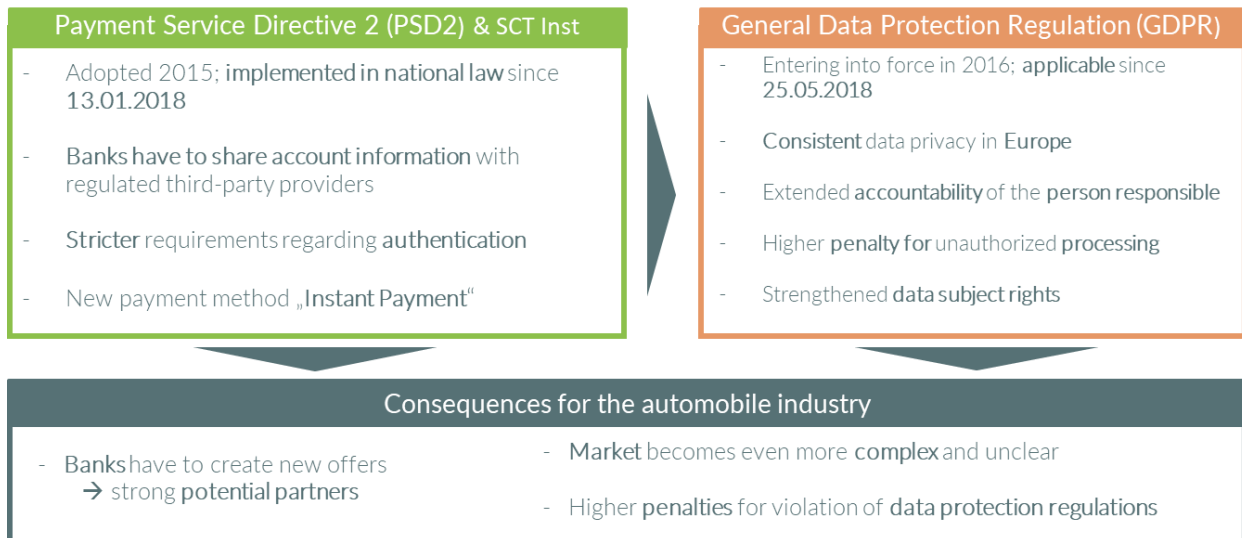 Payment Service Directive 2 (PSD2) & SCT Inst
- Adopted 2015; implemented in national law since
13.01.2018
- Banks have to share account information with
regulated third-party providers
- Stricter requirements regarding authentication
- New payment method „Instant Payment“
General Data Protection Regulation (GDPR)
- Entering into force in 2016; applicable since
25.05.2018
- Consistent data privacy in Europe
- Extended accountability of the person responsible
- Higher penalty for unauthorized processing
- Strengthened data subject rights
Consequences for the automobile industry
- Banks have to create new offers
→ strong potential partners
- Market becomes even more complex and unclear
- Higher penalties for violation of data protection regulations